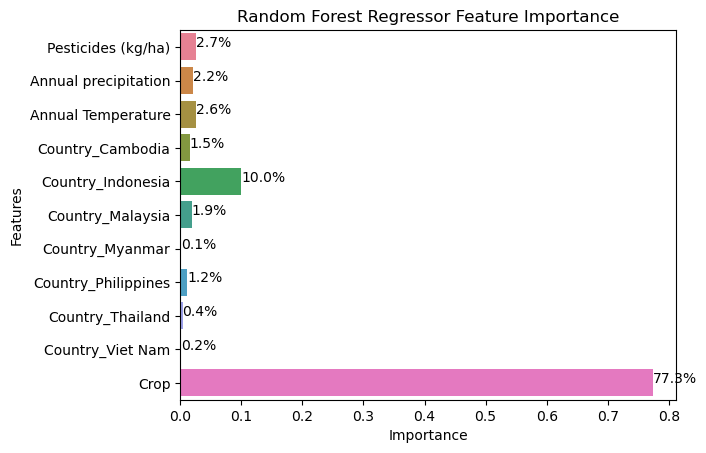 Random Forest Regressor Feature Importance
Features
Pesticides (kg/ha) 2.7%
Annual precipitation 2.2%
Annual Temperature 2.6%
Country_Cambodia 1.5%
Country_Indonesia 10.0%
Country_Malaysia 1.9%
Country_Myanmar 0.1%
Country_Philippines 1.2%
Country_Thailand 0.4%
Country_Viet Nam 0.2%
Crop 77.3%
0.0 0.1 0.2 0.3 0.4 0.5 0.6 0.7 0.8
Importance